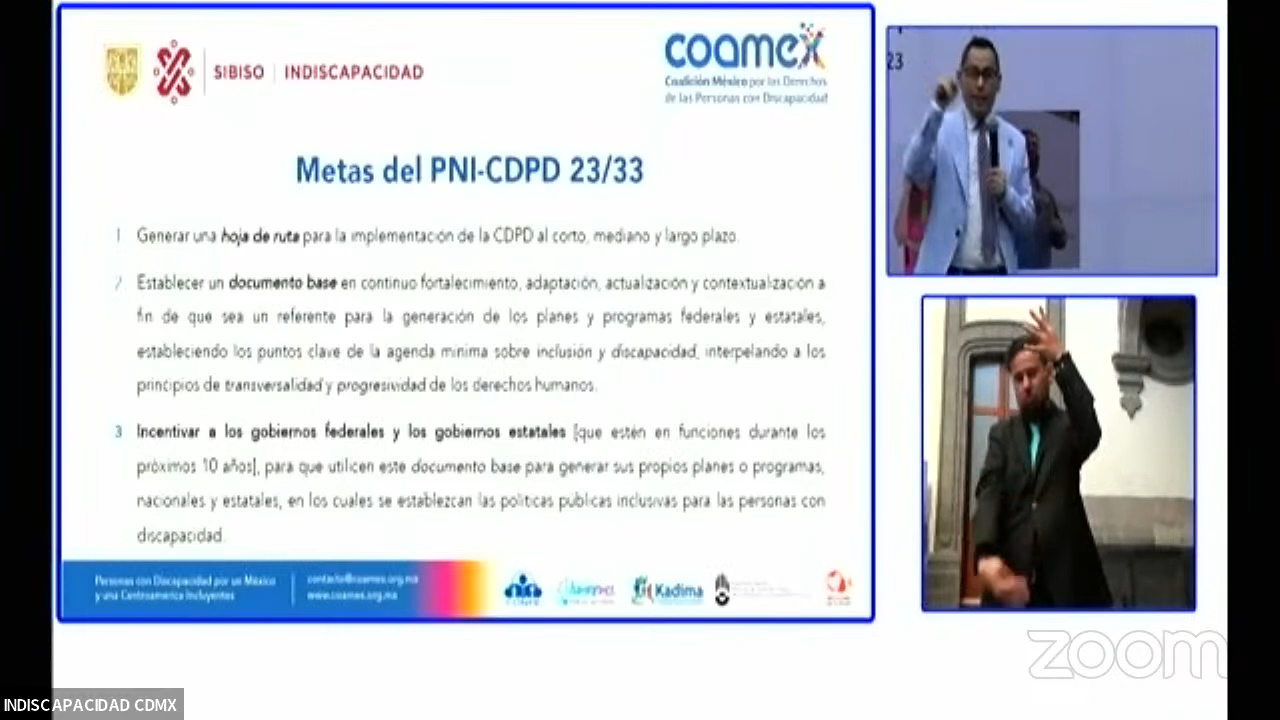 SIBISO | INDISCAPACIDAD
coamex
Coalición México por los Derechos
de las Personas con Discapacidad
23
Metas del PNI-CDPD 23/33
1 Generar una hoja de ruta para la implementación de la CDPD al corto, mediano y largo plazo.
2 Establecer un documento base en continuo fortalecimiento, adaptación, actualización y contextualización a
fin de que sea un referente para la generación de los planes y programas federales y estatales,
estableciendo los puntos clave de la agenda mínima sobre inclusión y discapacidad, interpelando a los
principios de transversalidad y progresividad de los derechos humanos.
3 Incentivar a los gobiernos federales y los gobiernos estatales [que estén en funciones durante los
próximos 10 años], para que utilicen este documento base para generar sus propios planes o programas,
nacionales y estatales, en los cuales se establezcan las políticas publicas inclusivas para las personas con
discapacidad.
Personas con Discapacidad por un México
y una Centroamérica Incluyentes
contacto@coamex.org.mx
www.coamex.org.mx
Kadima
zoom
INDISCAPACIDAD CDMX